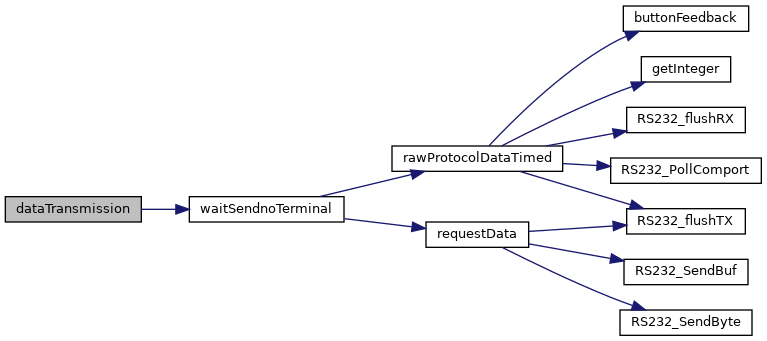 buttonFeedback
getInteger
RS232_flushRX
rawProtocolDataTimed
RS232_PollComport
dataTransmission
waitSendnoTerminal
RS232_flushTX
requestData
RS232_SendBuf
RS232_SendByte